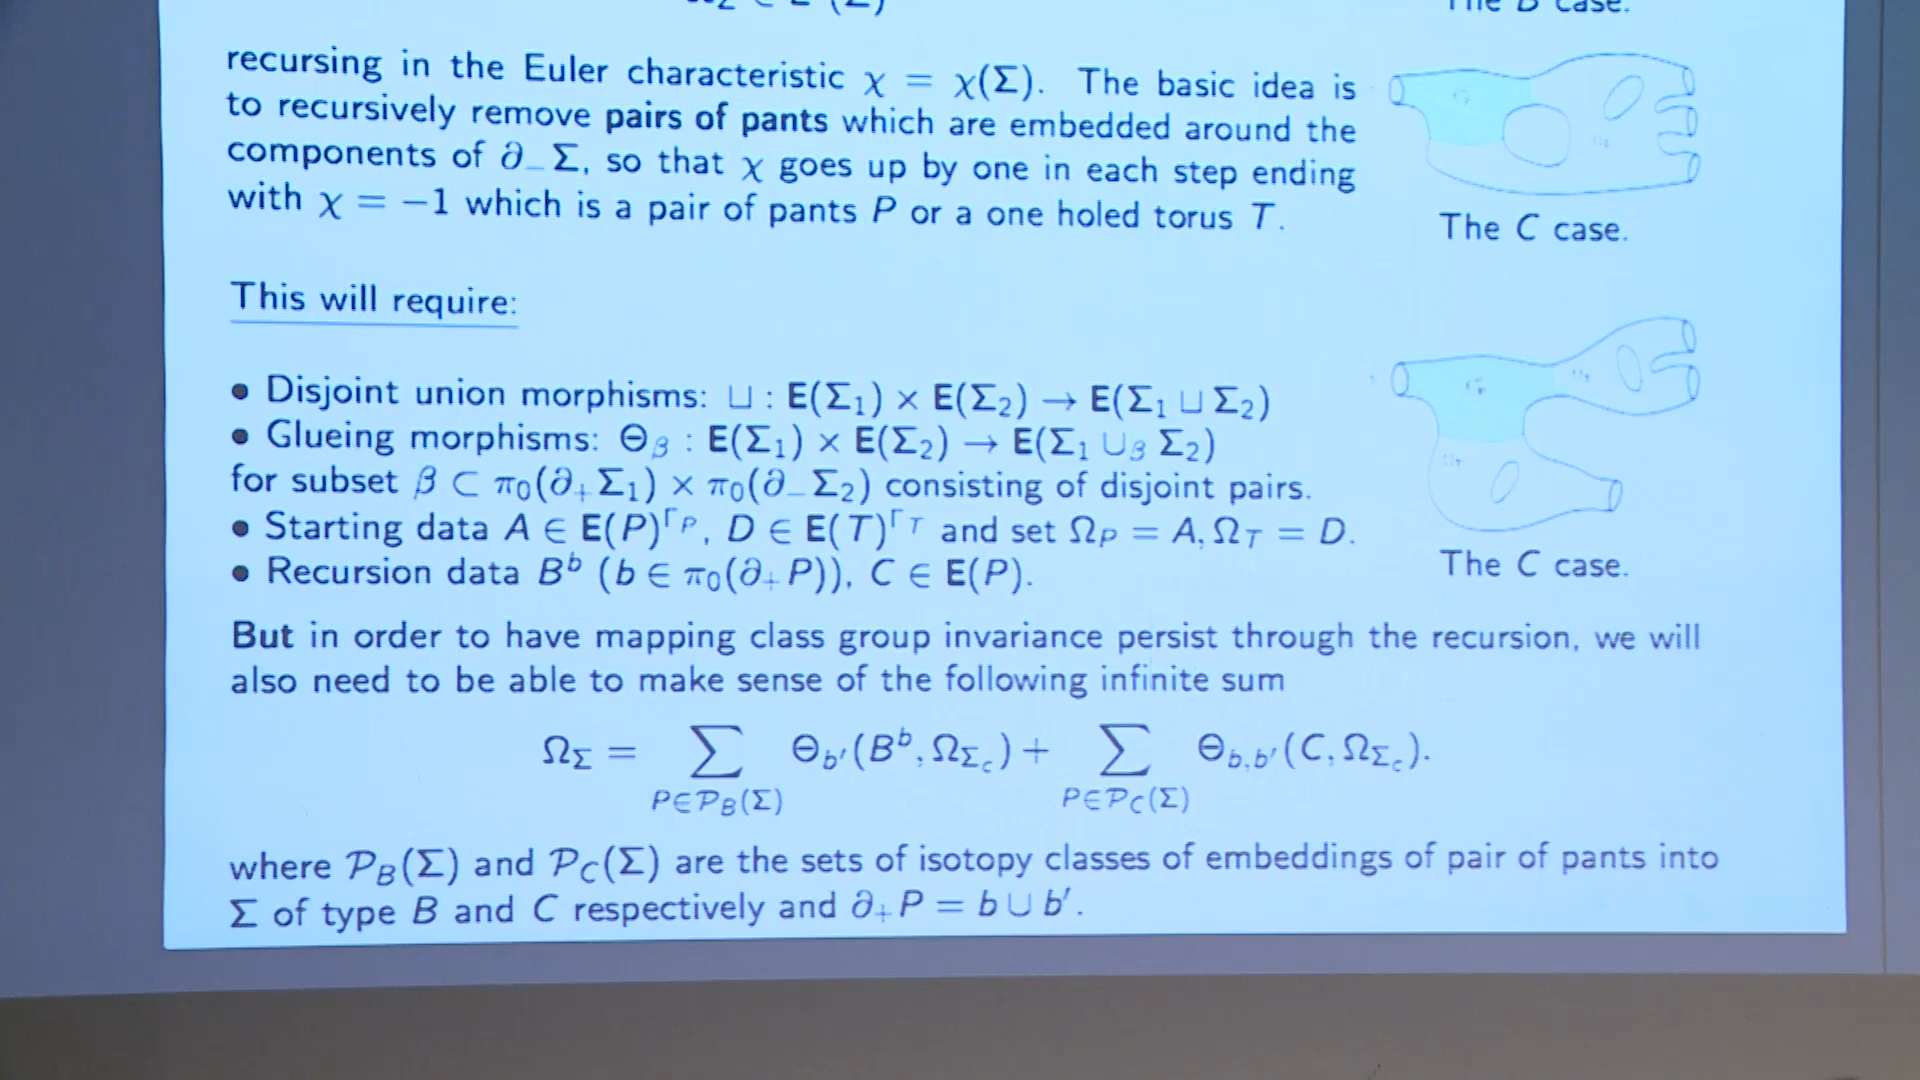 The B case.
recursing in the Euler characteristic χ = χ(Σ). The basic idea is
to recursively remove pairs of pants which are embedded around the
components of ∂₋Σ, so that χ goes up by one in each step ending
with χ = −1 which is a pair of pants P or a one holed torus T.
The C case.
This will require:
• Disjoint union morphisms: ⊔ : E(Σ₁) × E(Σ₂) → E(Σ₁ ⊔ Σ₂)
• Glueing morphisms: Θ_β : E(Σ₁) × E(Σ₂) → E(Σ₁ ∪_β Σ₂)
for subset β ⊂ π₀(∂₊Σ₁) × π₀(∂₋Σ₂) consisting of disjoint pairs.
• Starting data A ∈ E(P)^{Γ_P}, D ∈ E(T)^{Γ_T} and set Ω_P = A, Ω_T = D.
• Recursion data B^b (b ∈ π₀(∂₊P)), C ∈ E(P).
The C case.
But in order to have mapping class group invariance persist through the recursion, we will
also need to be able to make sense of the following infinite sum
Ω_Σ = ∑_{P∈𝒫_B(Σ)} Θ_{b′}(B^b, Ω_{Σ_c}) + ∑_{P∈𝒫_C(Σ)} Θ_{b,b′}(C, Ω_{Σ_c}).
where 𝒫_B(Σ) and 𝒫_C(Σ) are the sets of isotopy classes of embeddings of pair of pants into
Σ of type B and C respectively and ∂₊P = b ∪ b′.